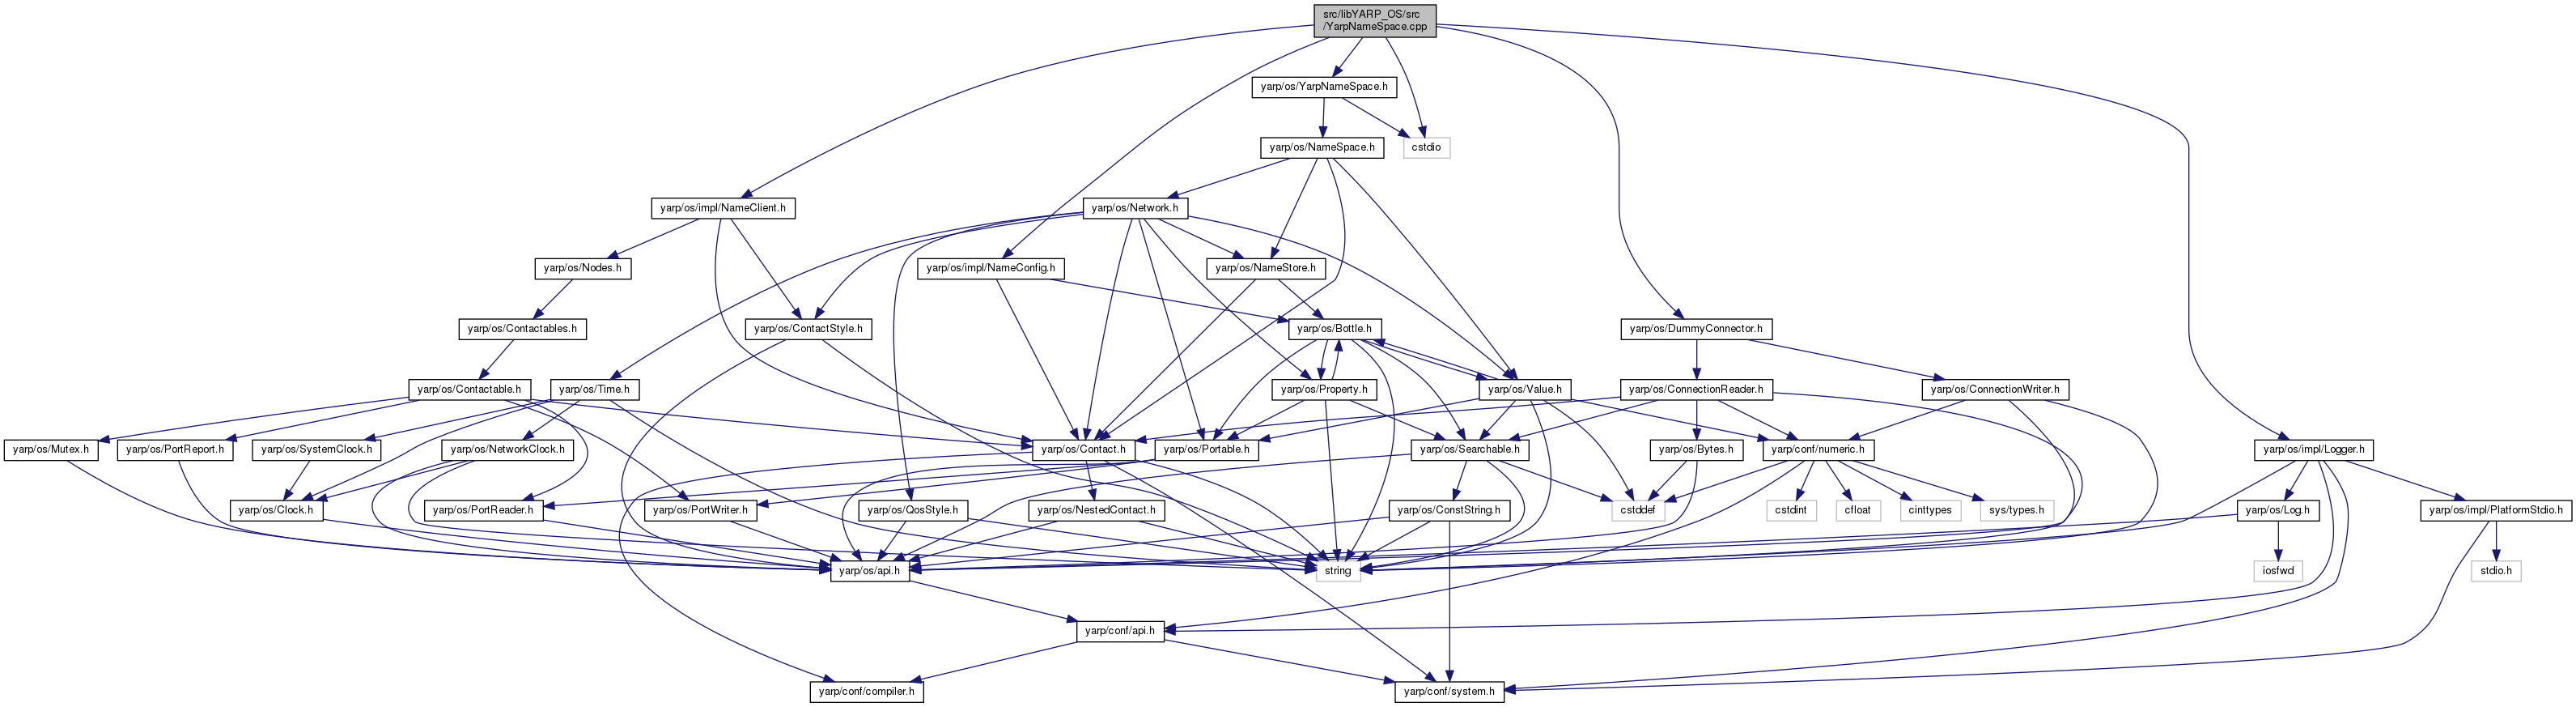 src/libYARP_OS/src
/YarpNameSpace.cpp
yarp/os/YarpNameSpace.h
yarp/os/NameSpace.h
cstdio
yarp/os/impl/NameClient.h
yarp/os/Network.h
yarp/os/Nodes.h
yarp/os/impl/NameConfig.h
yarp/os/NameStore.h
yarp/os/Contactables.h
yarp/os/ContactStyle.h
yarp/os/Bottle.h
yarp/os/DummyConnector.h
yarp/os/Contactable.h
yarp/os/Time.h
yarp/os/Property.h
yarp/os/Value.h
yarp/os/ConnectionReader.h
yarp/os/ConnectionWriter.h
yarp/os/Mutex.h
yarp/os/PortReport.h
yarp/os/SystemClock.h
yarp/os/NetworkClock.h
yarp/os/Contact.h
yarp/os/Portable.h
yarp/os/Searchable.h
yarp/os/Bytes.h
yarp/conf/numeric.h
yarp/os/impl/Logger.h
yarp/os/Clock.h
yarp/os/PortReader.h
yarp/os/PortWriter.h
yarp/os/QosStyle.h
yarp/os/NestedContact.h
yarp/os/ConstString.h
cstddef
cstdint
cfloat
cinttypes
sys/types.h
yarp/os/Log.h
yarp/os/impl/PlatformStdio.h
yarp/os/api.h
string
iosfwd
stdio.h
yarp/conf/api.h
yarp/conf/compiler.h
yarp/conf/system.h